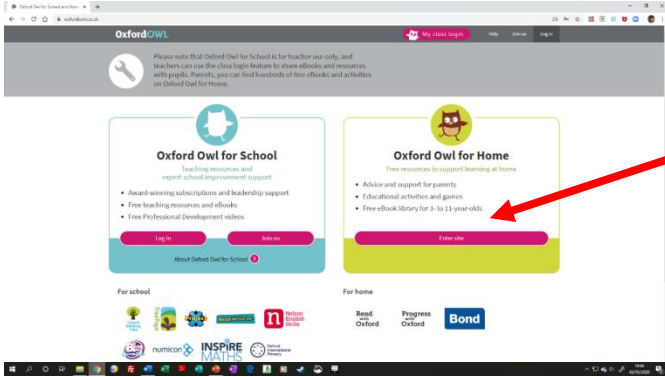 Oxford Owl for School and Home
oxfordowl.co.uk
OxfordOWL
My class login
Help
Join us
Log in
Please note that Oxford Owl for School is for teacher use only, and
teachers can use the class login feature to share eBooks and resources
with pupils. Parents, you can find hundreds of free eBooks and activities
on Oxford Owl for Home.
Oxford Owl for School
Teaching resources and
expert school improvement support
• Award-winning subscriptions and leadership support
• Free teaching resources and eBooks
• Free Professional Development videos
Log in
Join us
About Oxford Owl for School
Oxford Owl for Home
Free resources to support learning at home
• Advice and support for parents
• Educational activities and games
• Free eBook library for 3- to 11-year-olds
Enter site
For school
Project
n
Nelson
English
Skills
numicon
INSPIRE
MATHS
Oxford
International
Primary
For home
Read
with
Oxford
Progress
with
Oxford
Bond